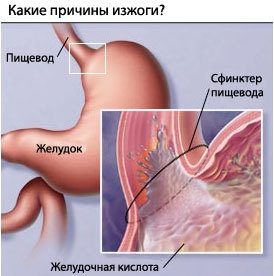 Какие причины изжоги?
Пищевод
Сфинктер
пищевода
Желудок
Желудочная кислота